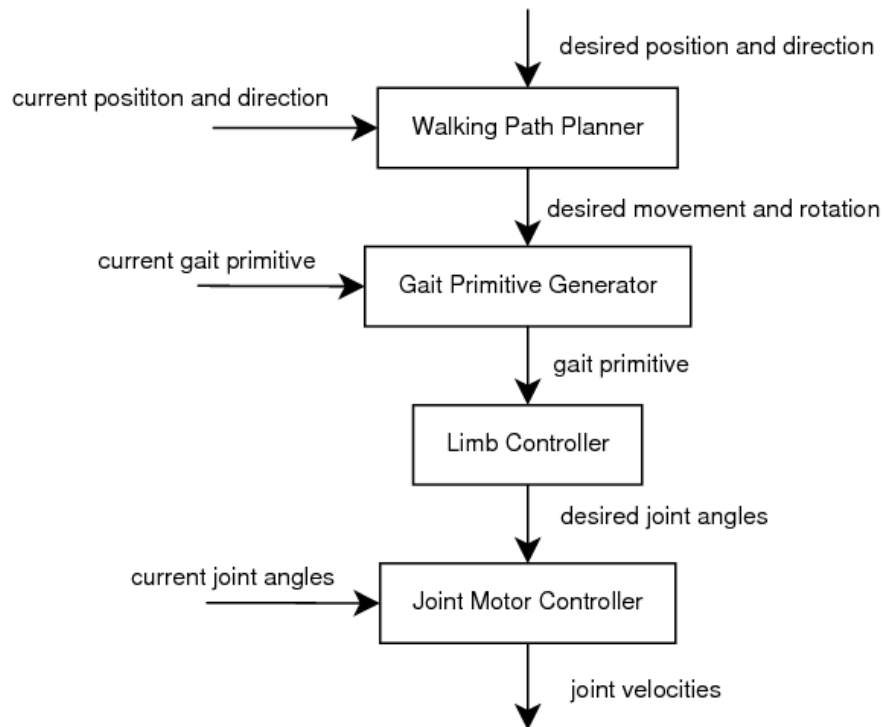 desired position and direction
current posititon and direction
Walking Path Planner
desired movement and rotation
current gait primitive
Gait Primitive Generator
gait primitive
Limb Controller
desired joint angles
current joint angles
Joint Motor Controller
joint velocities